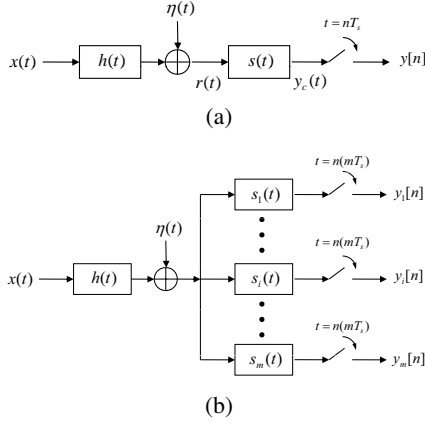 η(t)
t = nT_s
x(t) h(t) s(t) y[n]
r(t) y_c(t)
(a)
t = n(mT_s)
s_1(t) y_1[n]
η(t)
t = n(mT_s)
x(t) h(t) s_i(t) y_i[n]
t = n(mT_s)
s_m(t) y_m[n]
(b)